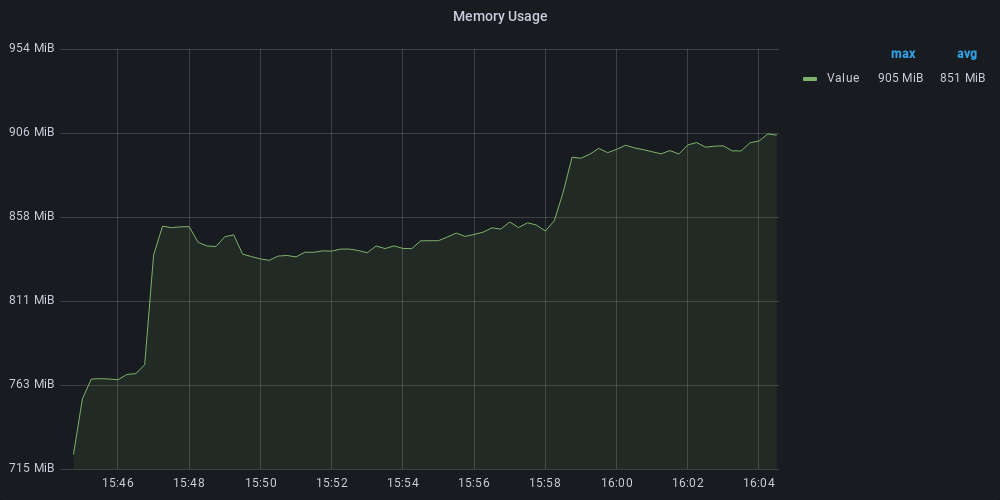 Memory Usage
954 MiB
906 MiB
858 MiB
811 MiB
763 MiB
715 MiB
15:46 15:48 15:50 15:52 15:54 15:56 15:58 16:00 16:02 16:04
max avg
Value 905 MiB 851 MiB